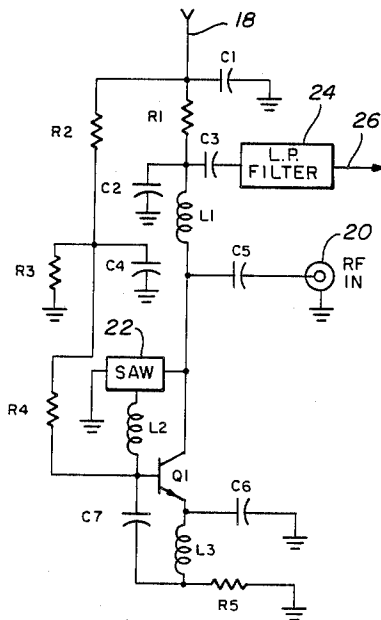 18
C1
24
R2
R1
C3
L.P.
FILTER
26
C2
L1
20
R3
C4
C5
RF
IN
22
SAW
R4
L2
Q1
C6
C7
L3
R5